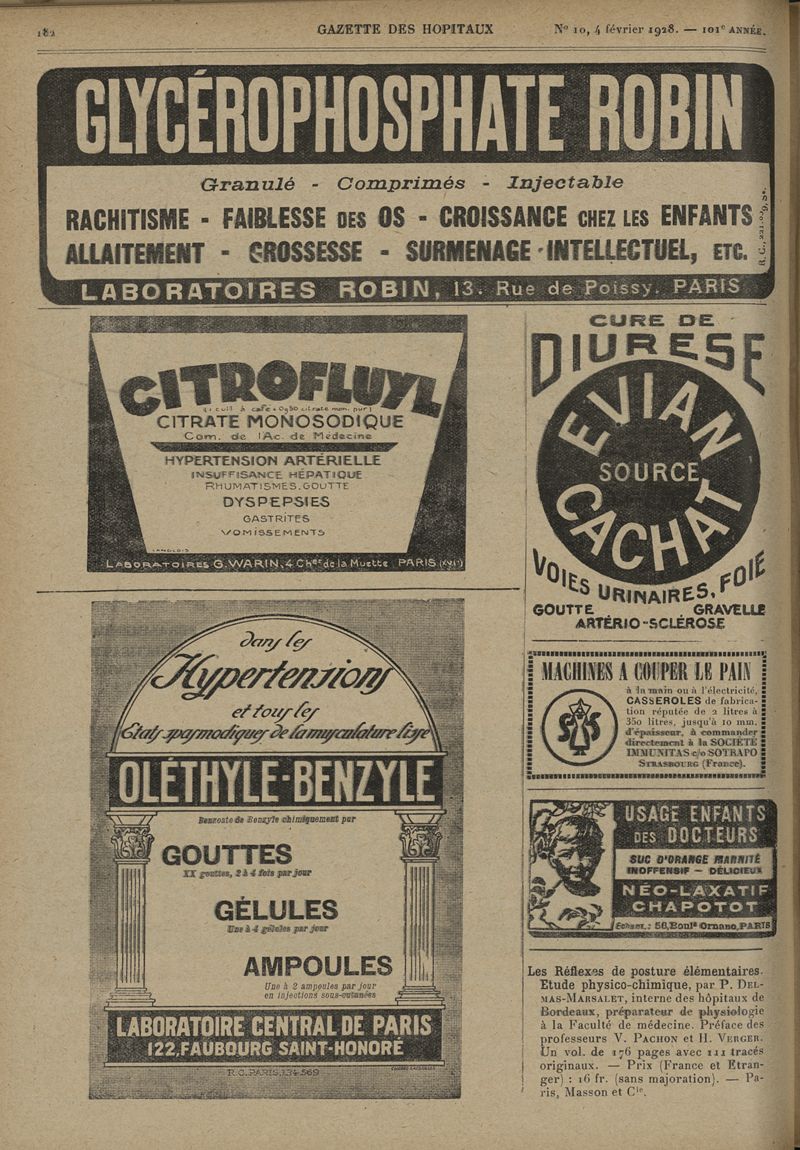 182
GAZETTE DES HOPITAUX
No 10, 4 février 1928. — 101e ANNÉE.
GLYCÉROPHOSPHATE ROBIN
Granulé - Comprimés - Injectable
RACHITISME - FAIBLESSE DES OS - CROISSANCE CHEZ LES ENFANTS
ALLAITEMENT - GROSSESSE - SURMENAGE INTELLECTUEL, ETC.
LABORATOIRES ROBIN, 13, Rue de Poissy, PARIS
CITROFLUYL
CITRATE MONOSODIQUE
Com. de l'Ac. de Médecine
HYPERTENSION ARTÉRIELLE
INSUFFISANCE HÉPATIQUE
RHUMATISMES. GOUTTE
DYSPEPSIES
GASTRITES
VOMISSEMENTS
LANGLOIS
LABORATOIRES G. WARIN, 4 Chée de la Muette, PARIS (XVIe)
dans les
Hypertensions
et tous les
États spasmodiques de la musculature lisse
OLÉTHYLE-BENZYLE
Benzoate de Benzyle chimiquement pur
GOUTTES
XX gouttes, 2 à 4 fois par jour
GÉLULES
Une à 4 gélules par jour
AMPOULES
Une à 2 ampoules par jour
en injections sous-cutanées
LABORATOIRE CENTRAL DE PARIS
122, FAUBOURG SAINT-HONORÉ
R.C. PARIS, 134-569
CURE DE
DIURESE
EVIAN
SOURCE
CACHAT
VOIES URINAIRES, FOIE
GOUTTE GRAVELLE
ARTÉRIO-SCLÉROSE
MACHINES A COUPER LE PAIN
à la main ou à l'électricité,
CASSEROLES de fabrica-
tion réputée de 2 litres à
350 litres, jusqu'à 10 mm.
d'épaisseur, à commander
directement à la SOCIÉTÉ
IMMUNITAS c/o SOTRAFO
STRASBOURG (France).
USAGE ENFANTS
DES DOCTEURS
SUC D'ORANGE MANNITÉ
INOFFENSIF - DÉLICIEUX
NÉO-LAXATIF
CHAPOTOT
Echant.: 56, Bould Ornano, PARIS
Les Réflexes de posture élémentaires.
Etude physico-chimique, par P. DEL-
MAS-MARSALET, interne des hôpitaux de
Bordeaux, préparateur de physiologie
à la Faculté de médecine. Préface des
professeurs V. PACHON et H. VERGER.
Un vol. de 176 pages avec 111 tracés
originaux. — Prix (France et Etran-
ger) : 16 fr. (sans majoration). — Pa-
ris, Masson et Cie.